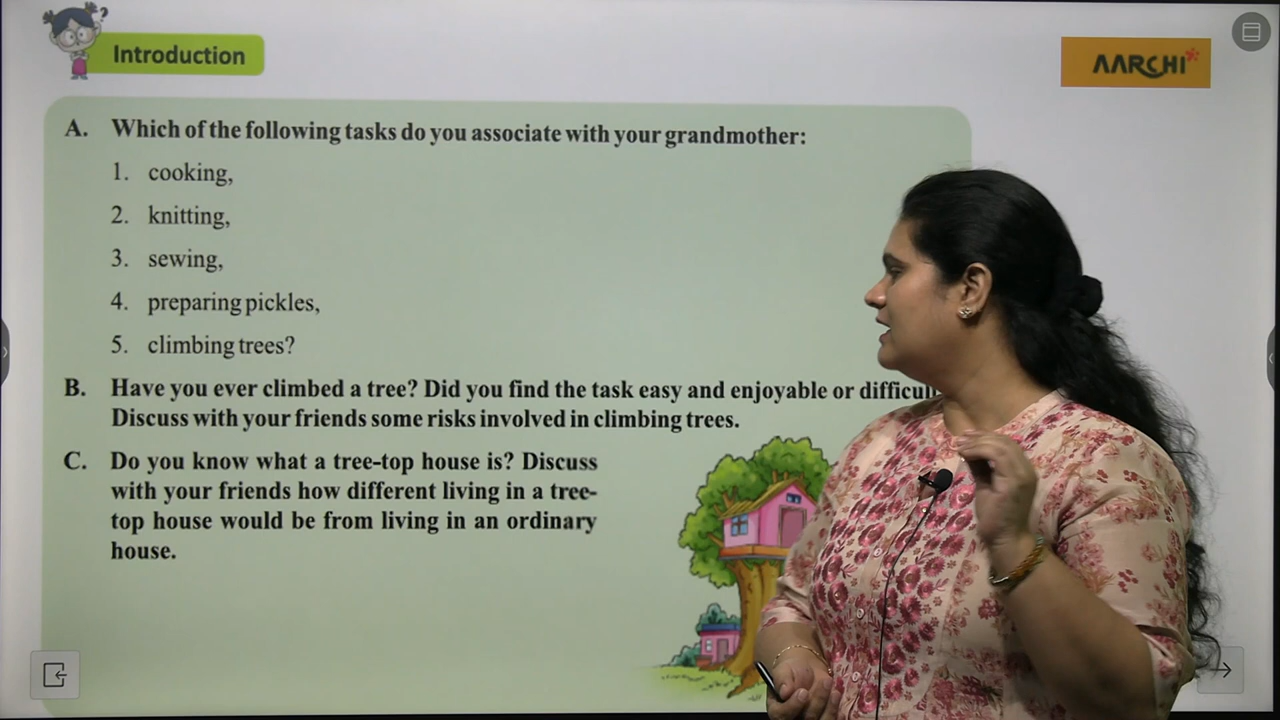 Introduction
AARCHI
A. Which of the following tasks do you associate with your grandmother:
1. cooking,
2. knitting,
3. sewing,
4. preparing pickles,
5. climbing trees?
B. Have you ever climbed a tree? Did you find the task easy and enjoyable or
Discuss with your friends some risks involved in climbing trees.
C. Do you know what a tree-top house is? Discuss
with your friends how different living in a tree-
top house would be from living in an ordinary
house.